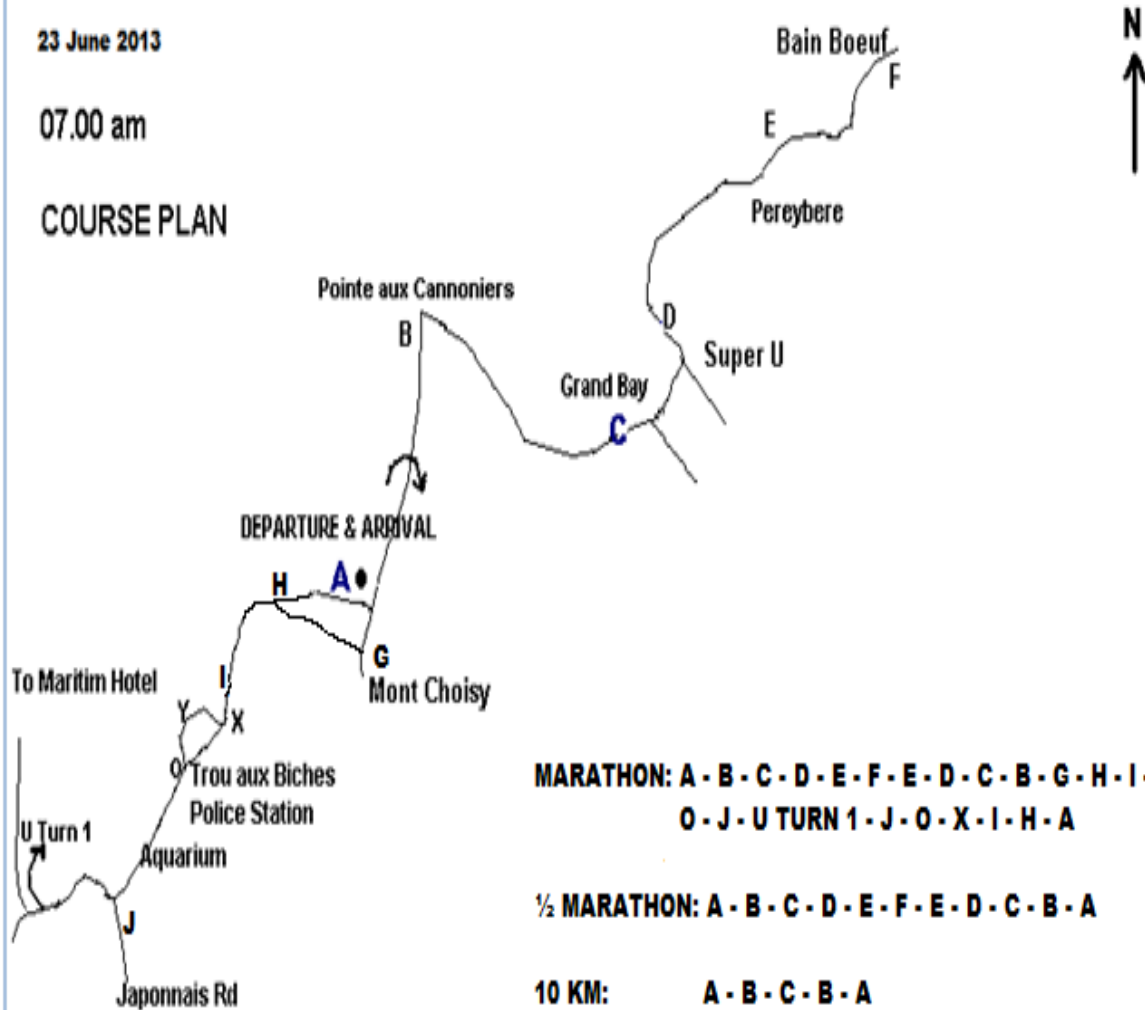 23 June 2013
07.00 am
COURSE PLAN
N
Bain Boeuf
F
E
Pereybere
Pointe aux Cannoniers
B
D
Super U
Grand Bay
C
DEPARTURE & ARRIVAL
A
H
G
Mont Choisy
I
To Maritim Hotel
Y
X
O
Trou aux Biches
Police Station
U Turn 1
Aquarium
J
Japonnais Rd
MARATHON: A - B - C - D - E - F - E - D - C - B - G - H - I -
O - J - U TURN 1 - J - O - X - I - H - A
½ MARATHON: A - B - C - D - E - F - E - D - C - B - A
10 KM: A - B - C - B - A